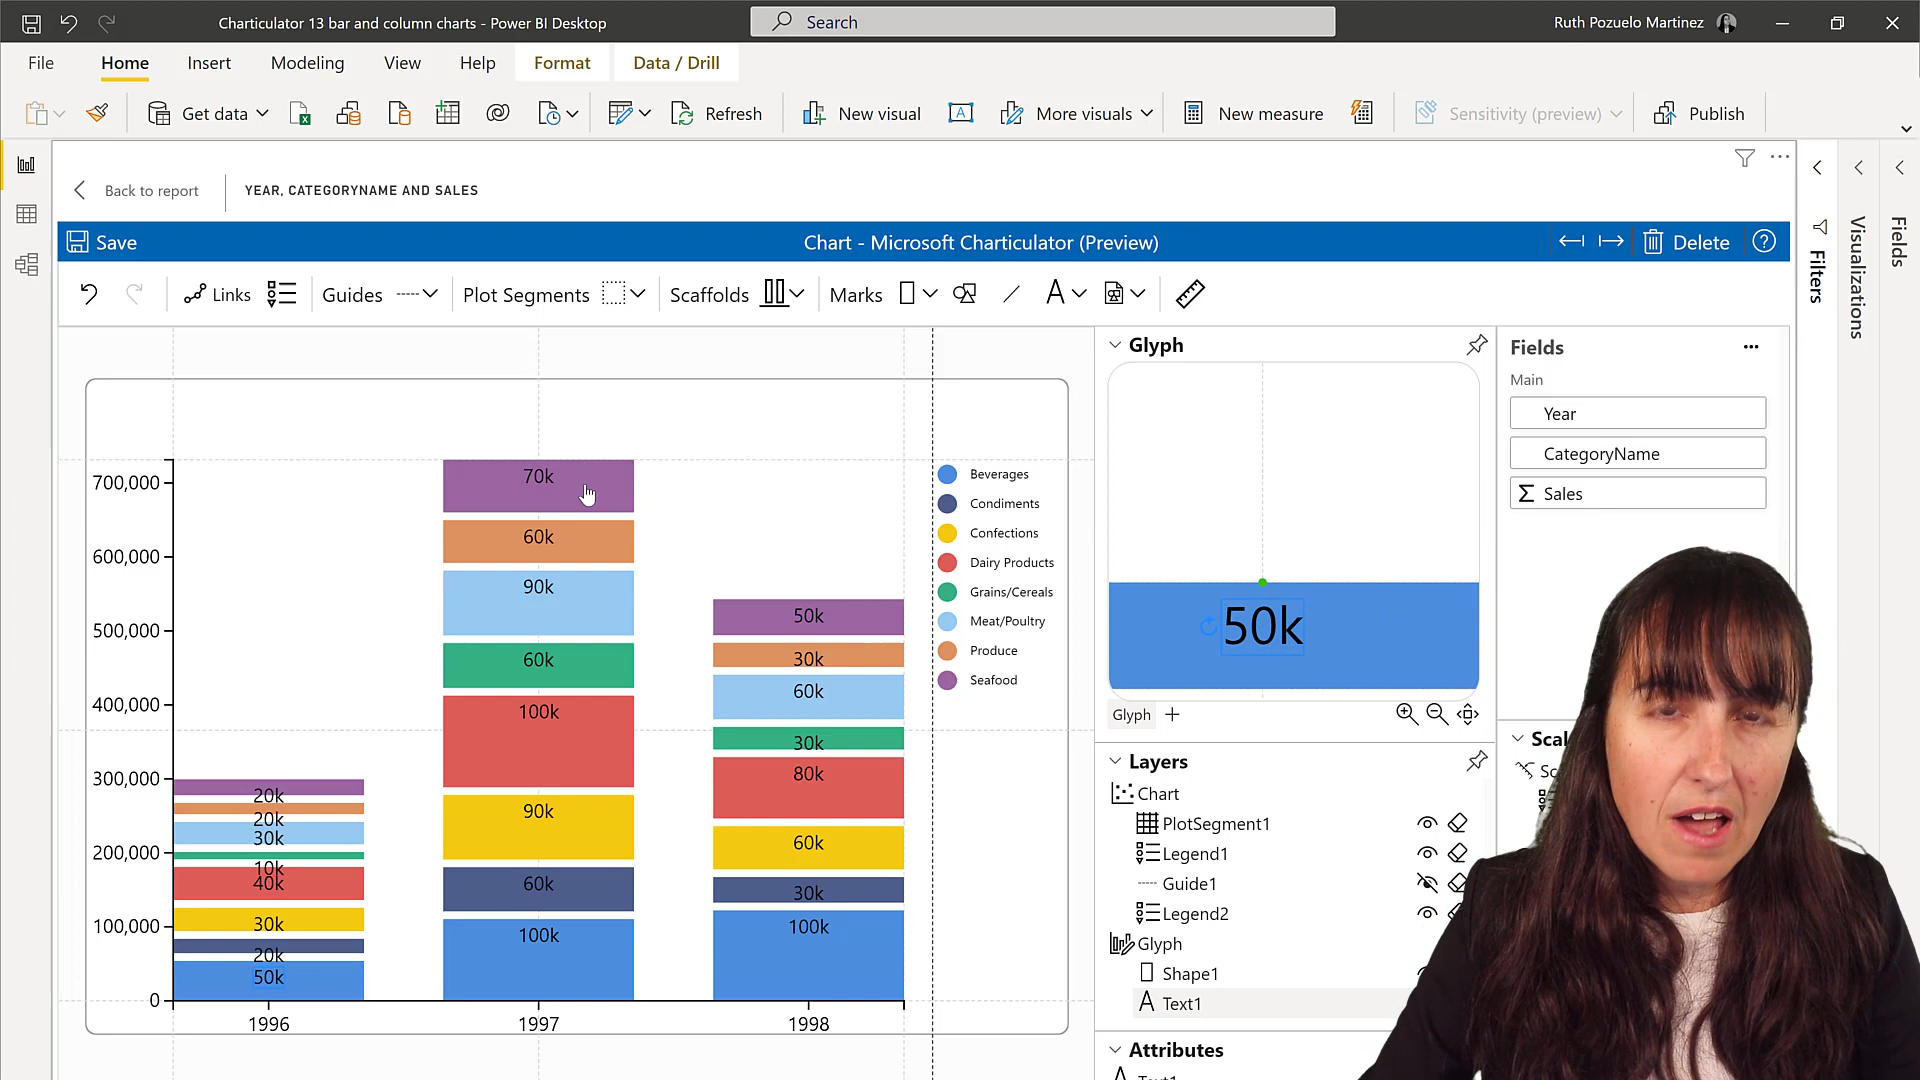 Charticulator 13 bar and column charts - Power BI Desktop
Search
Ruth Pozuelo Martinez
File Home Insert Modeling View Help Format Data / Drill
Get data
Refresh
New visual
More visuals
New measure
Sensitivity (preview)
Publish
Back to report
YEAR, CATEGORYNAME AND SALES
Filters
Visualizations
Fields
Save
Chart - Microsoft Charticulator (Preview)
Delete
Links
Guides
Plot Segments
Scaffolds
Marks
700,000
600,000
500,000
400,000
300,000
200,000
100,000
0
20k
20k
30k
10k
40k
30k
20k
50k
70k
60k
90k
60k
100k
90k
60k
100k
50k
30k
60k
30k
80k
60k
30k
100k
1996
1997
1998
Beverages
Condiments
Confections
Dairy Products
Grains/Cereals
Meat/Poultry
Produce
Seafood
Glyph
50k
Glyph
Layers
Chart
PlotSegment1
Legend1
Guide1
Legend2
Glyph
Shape1
Text1
Attributes
Fields
Main
Year
CategoryName
Sales